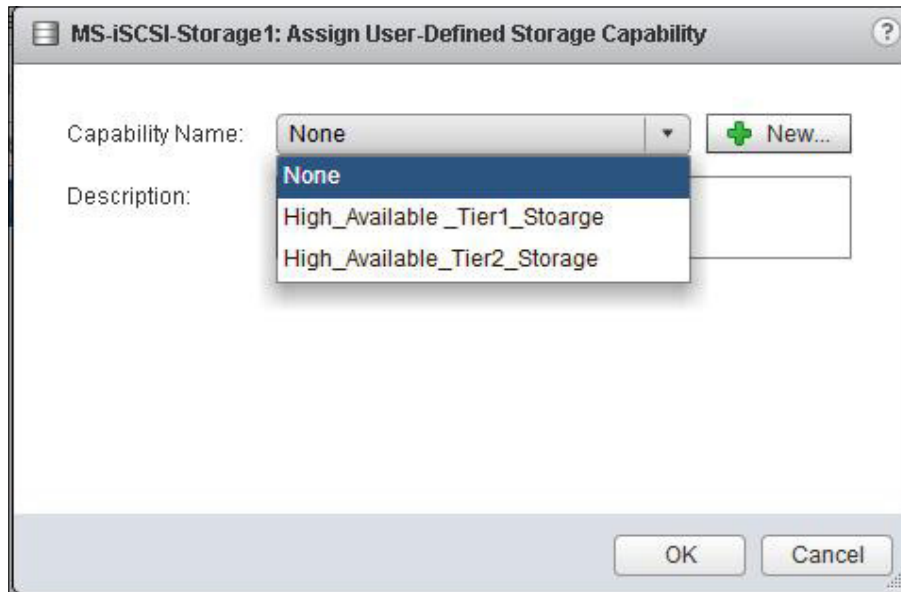 MS-iSCSI-Storage1: Assign User-Defined Storage Capability ?
Capability Name: None New...
None
Description:
High_Available _Tier1_Stoarge
High_Available_Tier2_Storage
OK Cancel